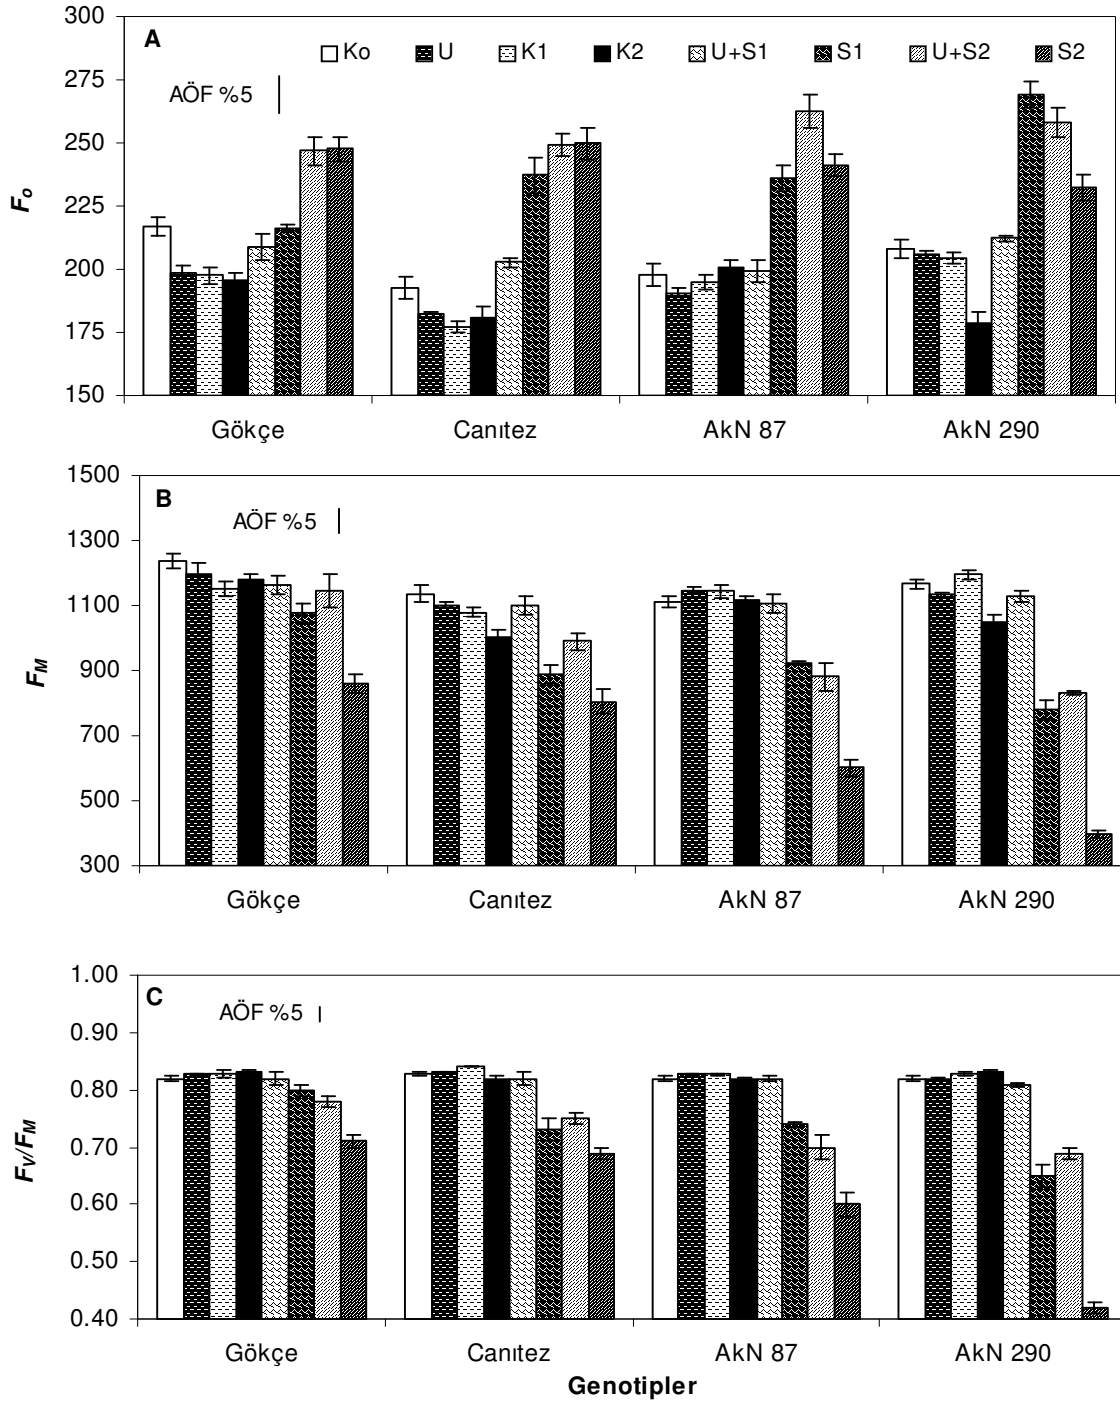 300
A
Ko U K1 K2 U+S1 S1 U+S2 S2
275
AÖF %5
250
225
Fo
200
175
150
Gökçe Canıtez AkN 87 AkN 290
1500
B
AÖF %5
1300
1100
900
FM
700
500
300
Gökçe Canıtez AkN 87 AkN 290
1.00
C
AÖF %5
0.90
0.80
0.70
FV/FM
0.60
0.50
0.40
Gökçe Canıtez AkN 87 AkN 290
Genotipler